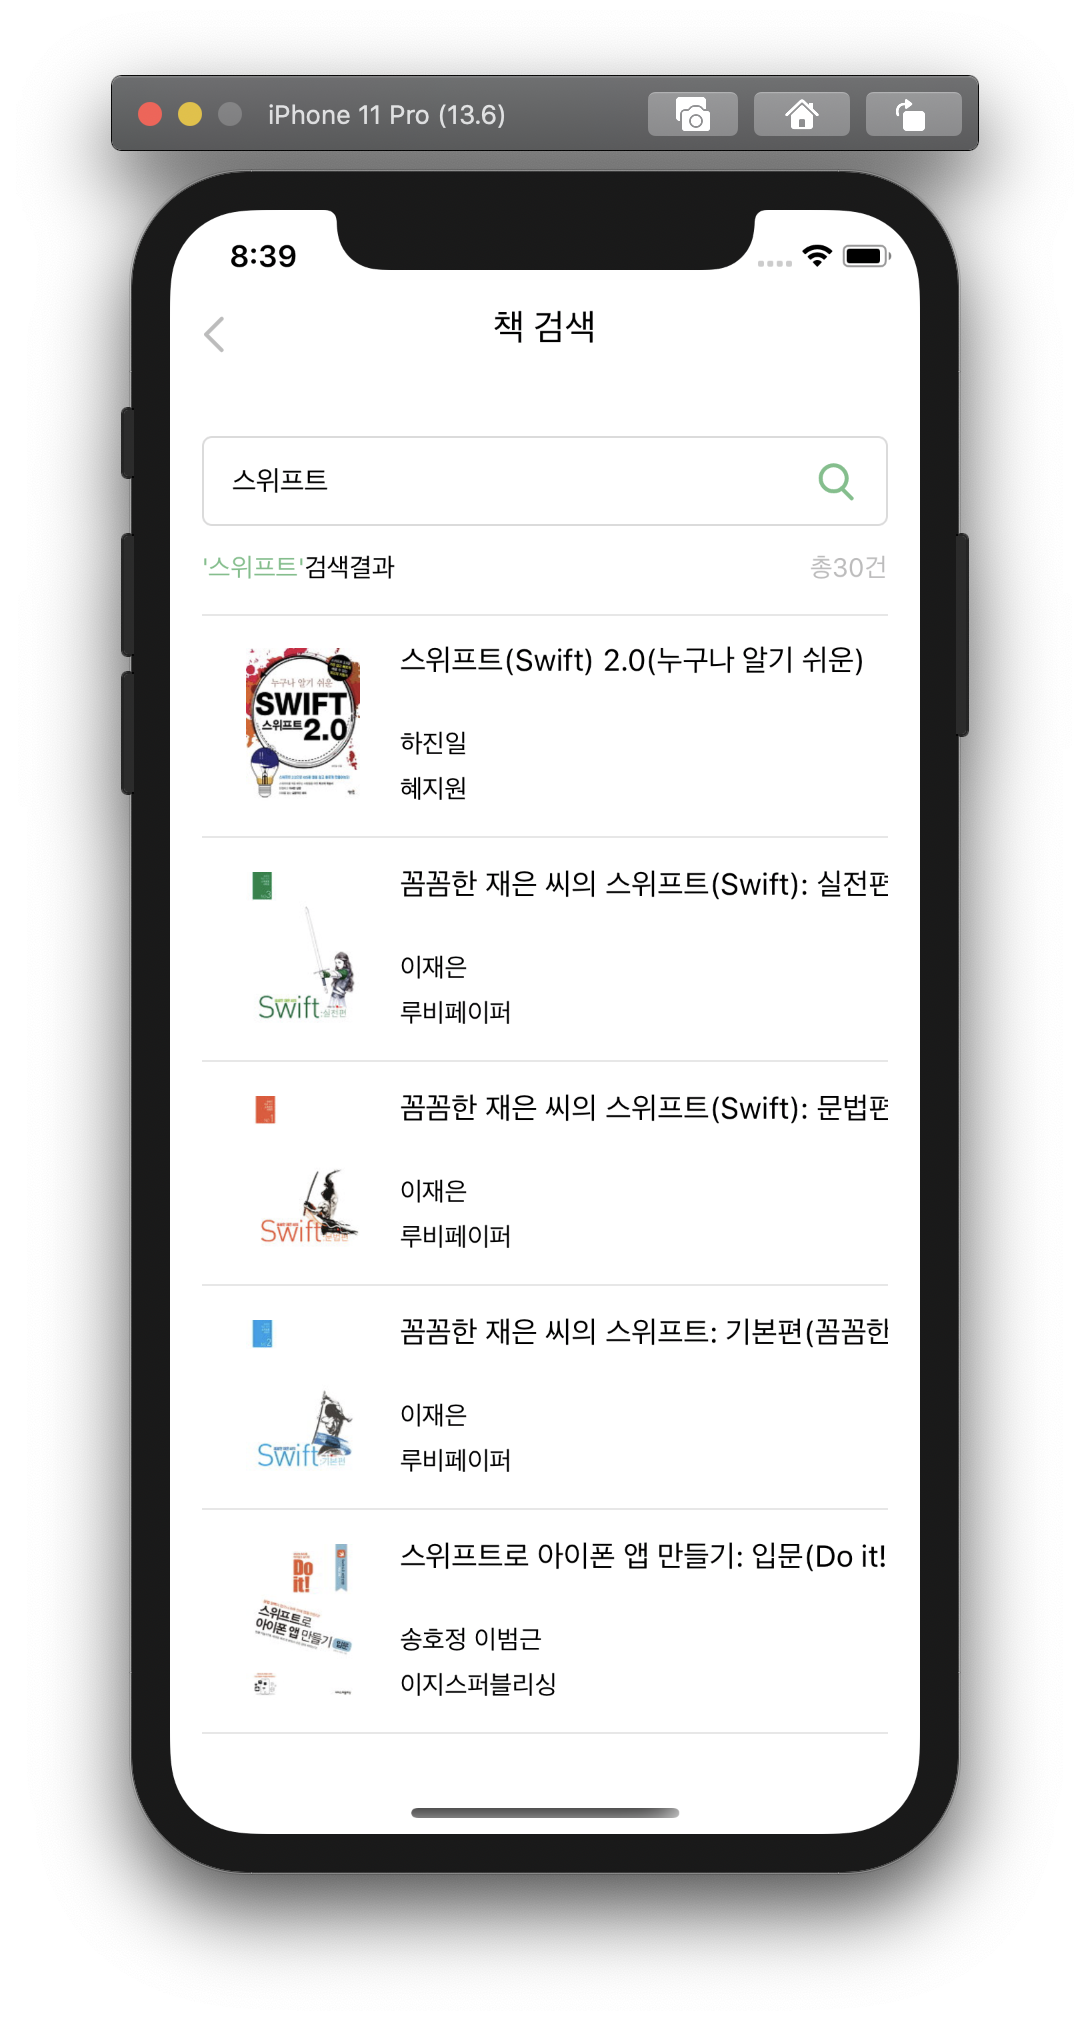 iPhone 11 Pro (13.6)
8:39
책 검색
스위프트
'스위프트'검색결과
총30건
누구나 알기 쉬운
SWIFT
스위프트2.0
스위프트(Swift) 2.0(누구나 알기 쉬운)
하진일
혜지원
Swift:실전편
꼼꼼한 재은 씨의 스위프트(Swift): 실전편
이재은
루비페이퍼
Swift:문법편
꼼꼼한 재은 씨의 스위프트(Swift): 문법편
이재은
루비페이퍼
Swift:기본편
꼼꼼한 재은 씨의 스위프트: 기본편(꼼꼼한
이재은
루비페이퍼
Do
it!
스위프트로
아이폰 앱 만들기 입문
스위프트로 아이폰 앱 만들기: 입문(Do it!
송호정 이범근
이지스퍼블리싱